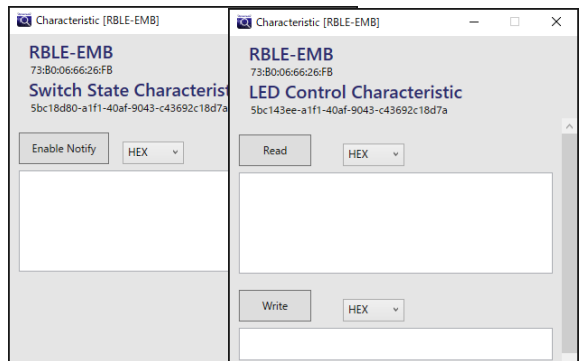 Characteristic [RBLE-EMB]
RBLE-EMB
73:B0:06:66:26:FB
Switch State Characterist
5bc18d80-a1f1-40af-9043-c43692c18d7a
Enable Notify
HEX
Characteristic [RBLE-EMB]
RBLE-EMB
73:B0:06:66:26:FB
LED Control Characteristic
5bc143ee-a1f1-40af-9043-c43692c18d7a
Read
HEX
Write
HEX